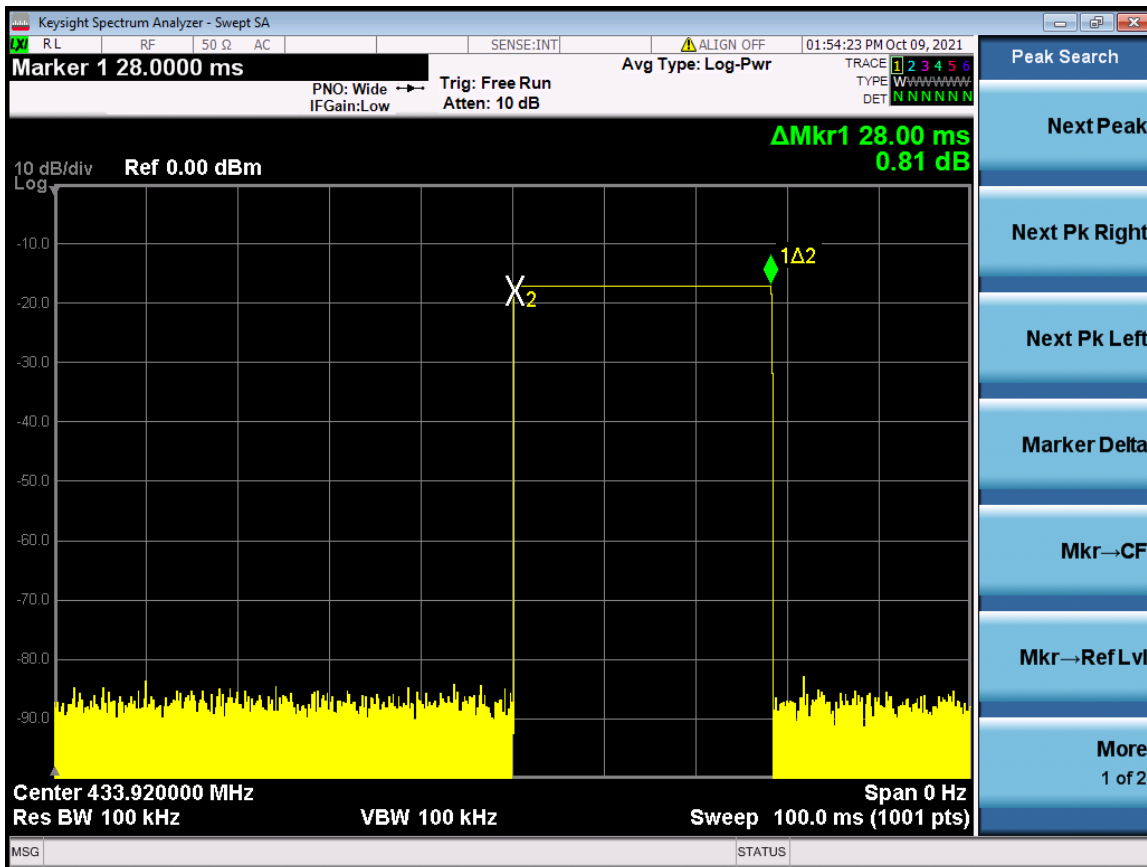 Keysight Spectrum Analyzer - Swept SA
LXI RL RF 50 Ω AC SENSE:INT ALIGN OFF 01:54:23 PM Oct 09, 2021
Marker 1 28.0000 ms
PNO: Wide
IFGain:Low
Trig: Free Run
Atten: 10 dB
Avg Type: Log-Pwr
TRACE 1 2 3 4 5 6
TYPE WWWWWW
DET N N N N N N
ΔMkr1 28.00 ms
0.81 dB
10 dB/div Ref 0.00 dBm
Log
-10.0
-20.0
-30.0
-40.0
-50.0
-60.0
-70.0
-80.0
-90.0
1Δ2
X2
Center 433.920000 MHz Span 0 Hz
Res BW 100 kHz VBW 100 kHz Sweep 100.0 ms (1001 pts)
MSG STATUS
Peak Search
Next Peak
Next Pk Right
Next Pk Left
Marker Delta
Mkr→CF
Mkr→Ref Lvl
More
1 of 2